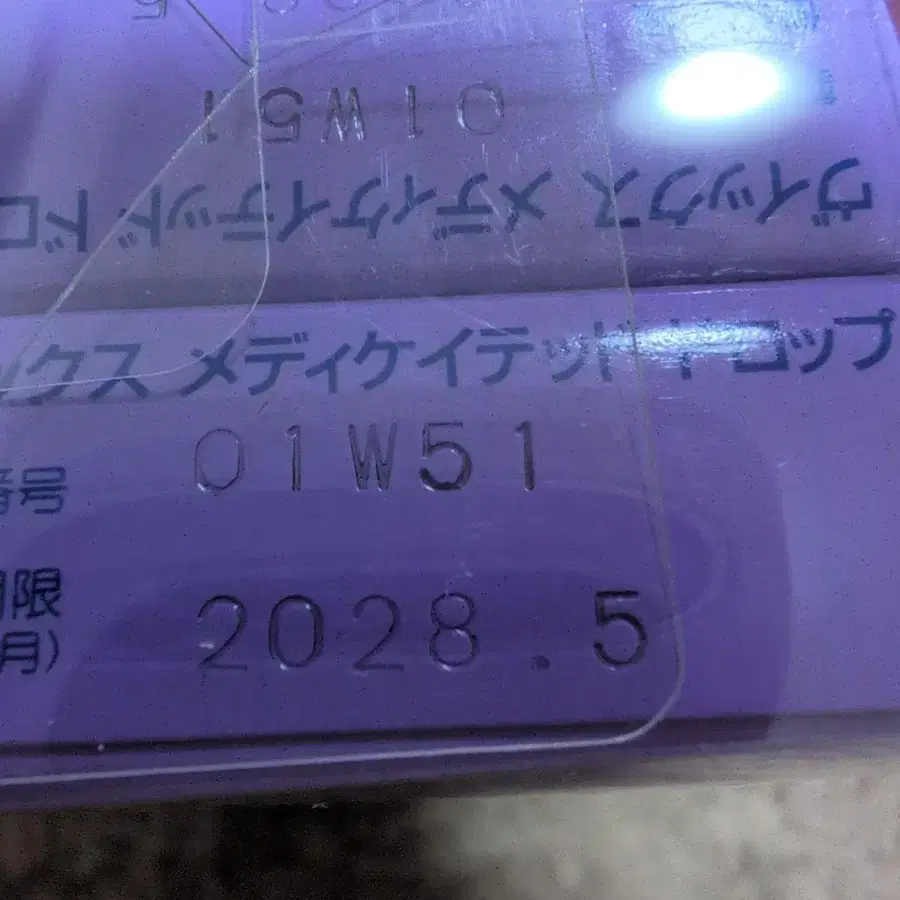 01W51
ヴィックス メディケイテッド ドロ
ックス メディケイテッド ドロップ
番号 01W51
期限 2028.5
月)